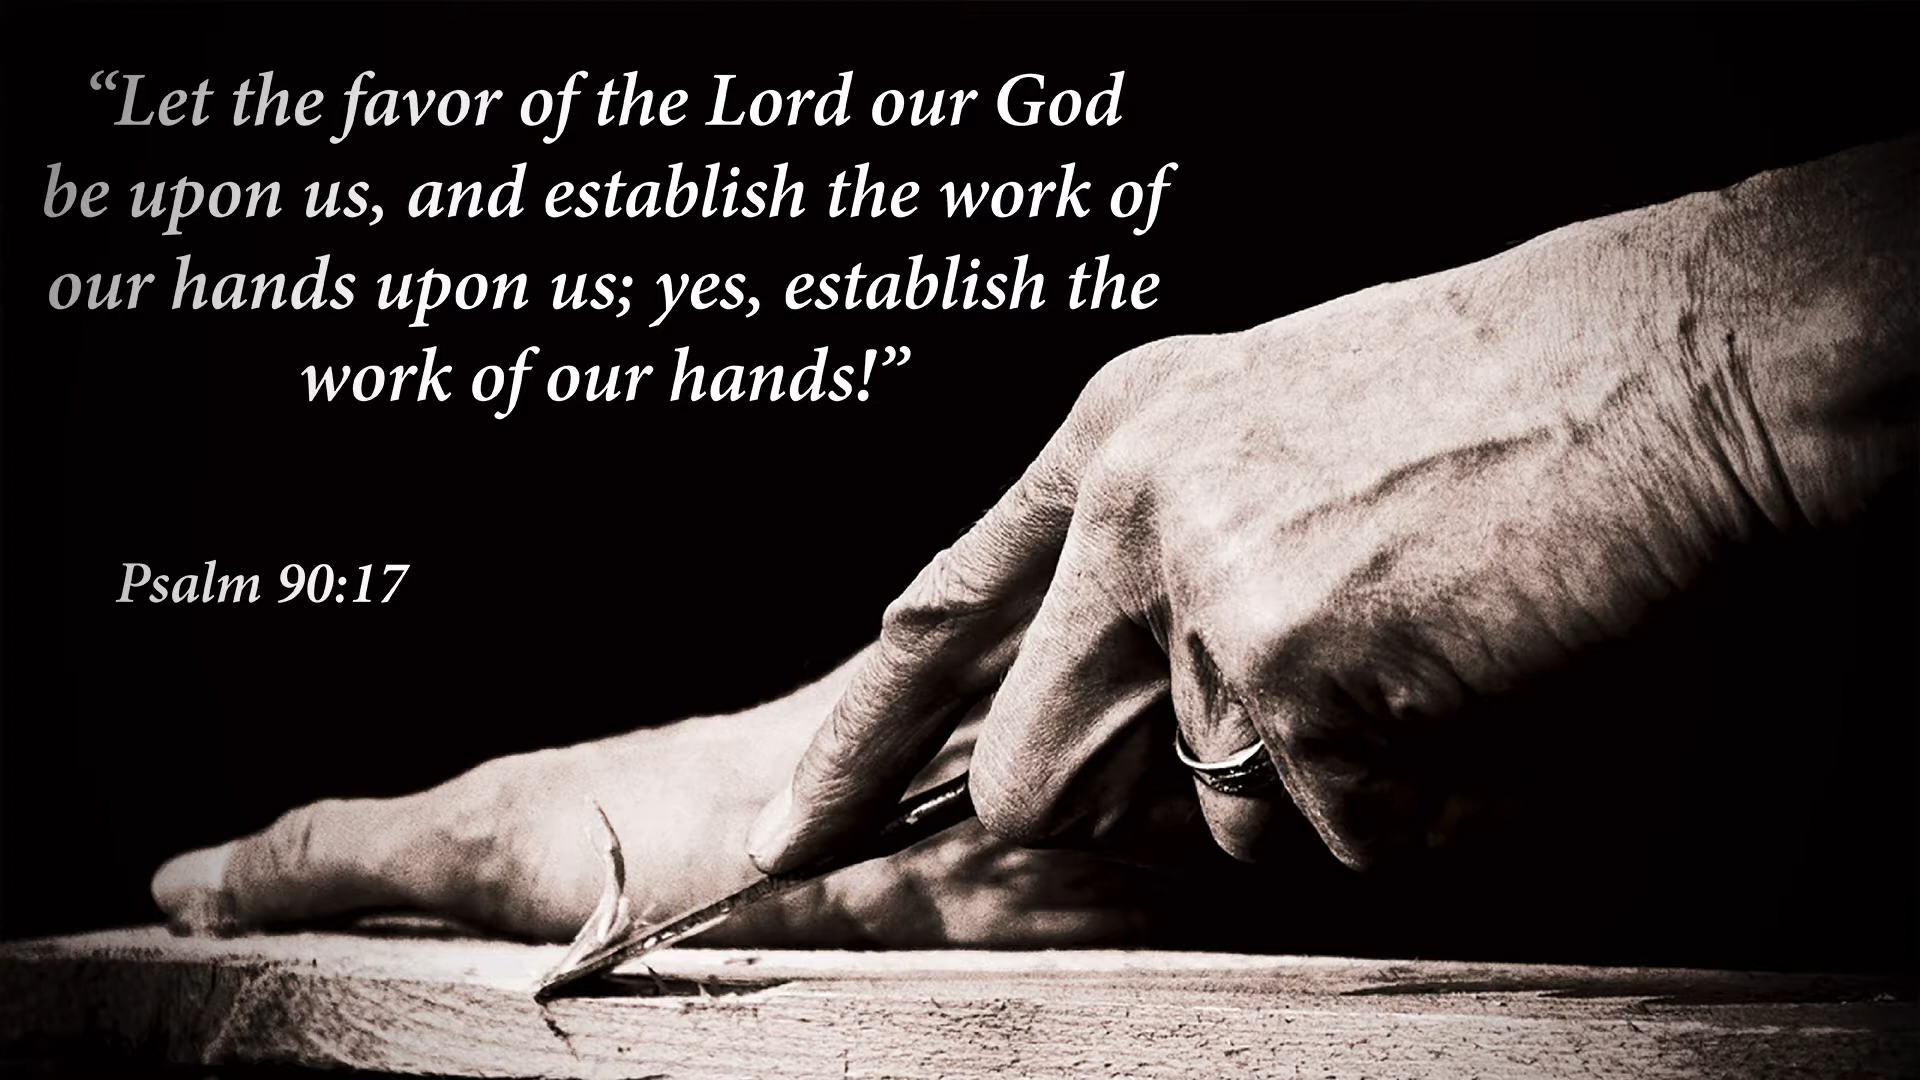 “Let the favor of the Lord our God
be upon us, and establish the work of
our hands upon us; yes, establish the
work of our hands!”
Psalm 90:17